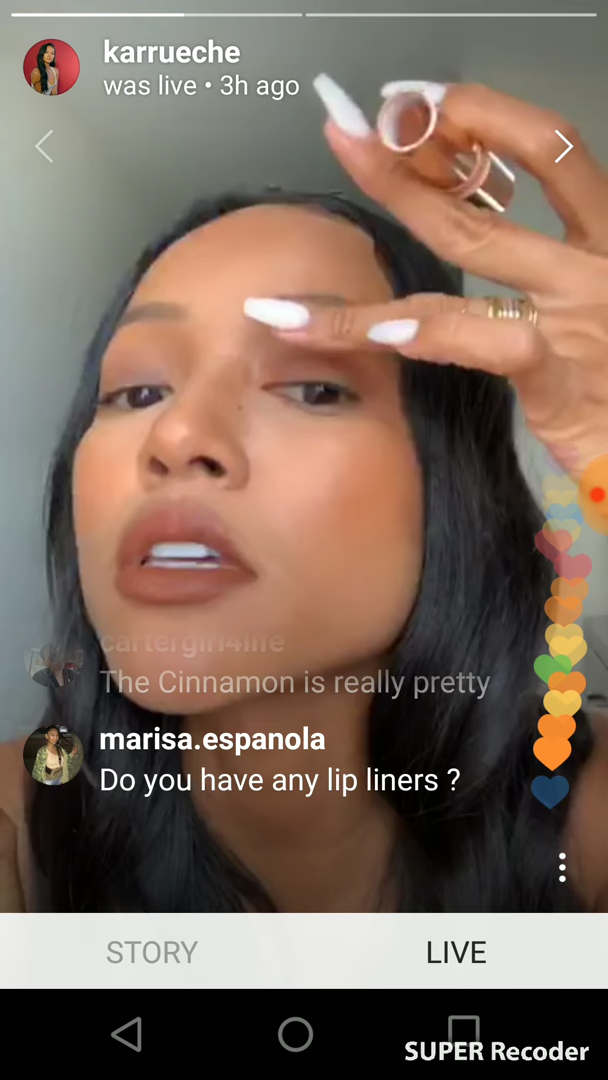 karrueche
was live • 3h ago
cartergirl4life
The Cinnamon is really pretty
marisa.espanola
Do you have any lip liners ?
STORY
LIVE
SUPER Recoder